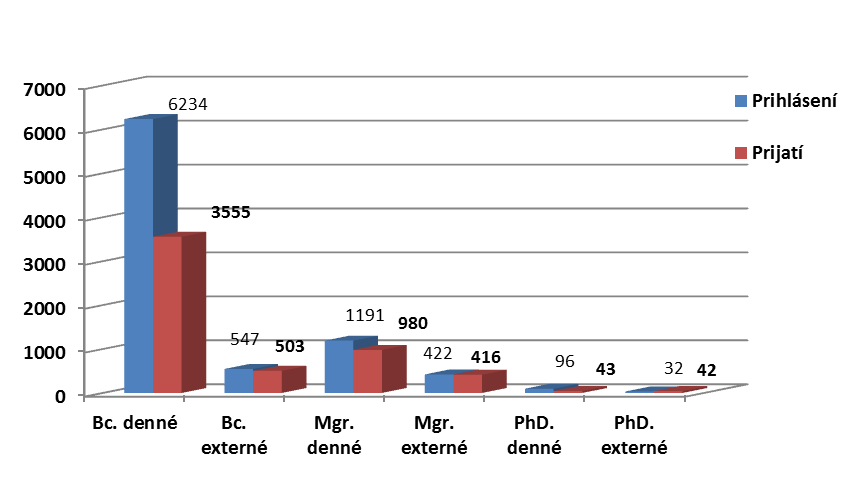 7000
6000
5000
4000
3000
2000
1000
0
6234
3555
547
503
1191
980
422
416
96
43
32
42
Bc. denné
Bc.
externé
Mgr.
denné
Mgr.
externé
PhD.
denné
PhD.
externé
Prihlásení
Prijatí